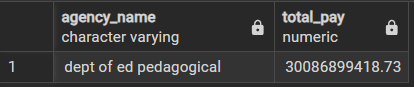 agency_name total_pay
character varying numeric
1 dept of ed pedagogical 30086899418.73